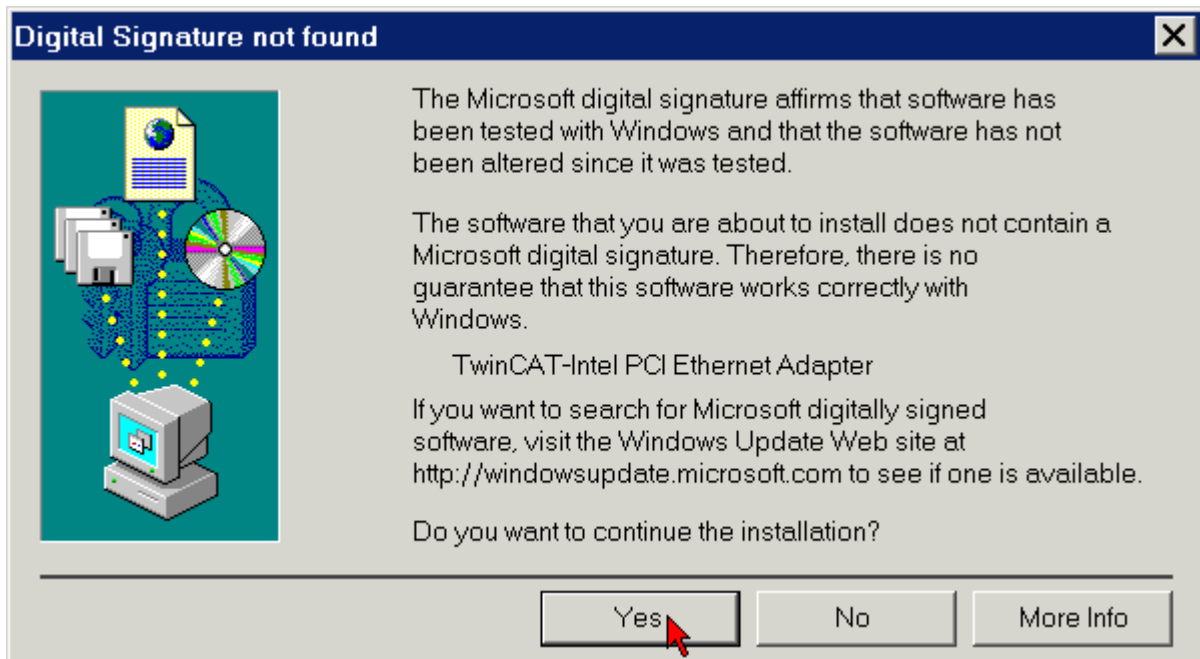 Digital Signature not found
The Microsoft digital signature affirms that software has
been tested with Windows and that the software has not
been altered since it was tested.
The software that you are about to install does not contain a
Microsoft digital signature. Therefore, there is no
guarantee that this software works correctly with
Windows.
TwinCAT-Intel PCI Ethernet Adapter
If you want to search for Microsoft digitally signed
software, visit the Windows Update Web site at
http://windowsupdate.microsoft.com to see if one is available.
Do you want to continue the installation?
Yes
No
More Info